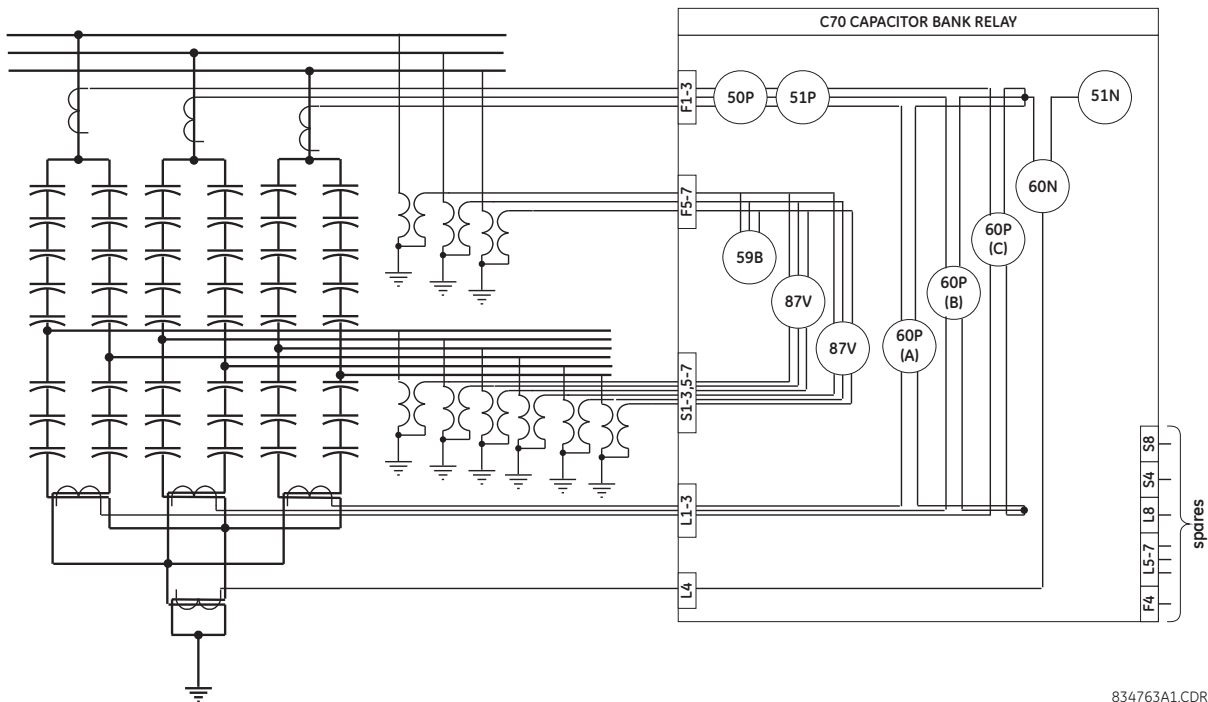 C70 CAPACITOR BANK RELAY
F1-3
50P
51P
51N
60N
F5-7
59B
60P
(C)
87V
60P
(B)
87V
60P
(A)
S1-3,5-7
S8
S4
L1-3
L8
spares
L5-7
L4
F4
834763A1.CDR